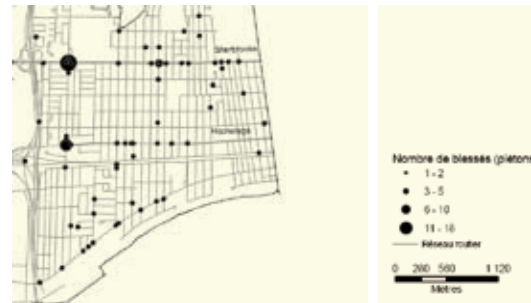 Sherbrooke
Hochelaga
Nombre de blessés (piétons
1 - 2
3 - 5
6 - 10
11 - 16
Réseau routier
0 280 560 1 120
Mètres